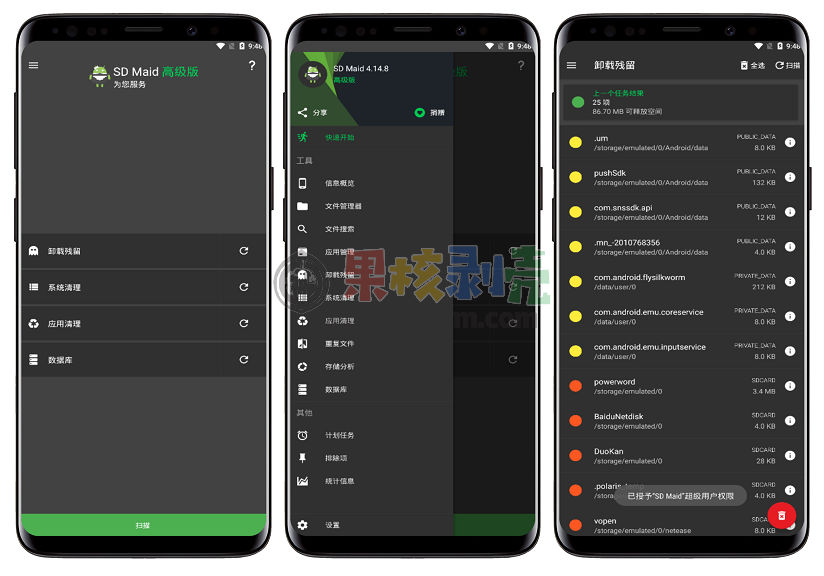 9:46
SD Maid 高级版
为您服务
?
卸载残留
系统清理
应用清理
数据库
扫描
9:46
SD Maid 4.14.8
高级版
级版
?
分享
捐赠
快速开始
工具
信息概览
文件管理器
文件搜索
应用管理
卸载残留
系统清理
应用清理
重复文件
存储分析
数据库
其他
计划任务
排除项
统计信息
设置
果核剥壳
9:46
卸载残留
全选
扫描
上一个任务结果
25 项
86.70 MB 可释放空间
.um
PUBLIC_DATA
/storage/emulated/0/Android/data
8.0 KB
pushSdk
PUBLIC_DATA
/storage/emulated/0/Android/data
132 KB
com.snssdk.api
PUBLIC_DATA
/storage/emulated/0/Android/data
12 KB
.mn_-2010768356
PUBLIC_DATA
/storage/emulated/0/Android/data
4.0 KB
com.android.flysilkworm
PRIVATE_DATA
/data/user/0
212 KB
com.android.emu.coreservice
PRIVATE_DATA
/data/user/0
8.0 KB
com.android.emu.inputservice
PRIVATE_DATA
/data/user/0
8.0 KB
powerword
SDCARD
/storage/emulated/0
3.4 MB
BaiduNetdisk
SDCARD
/storage/emulated/0
4.0 KB
DuoKan
SDCARD
/storage/emulated/0
28 KB
SDCARD
4.0 KB
已授予“SD Maid”超级用户权限
vopen
/storage/emulated/0/netease
8.0 KB